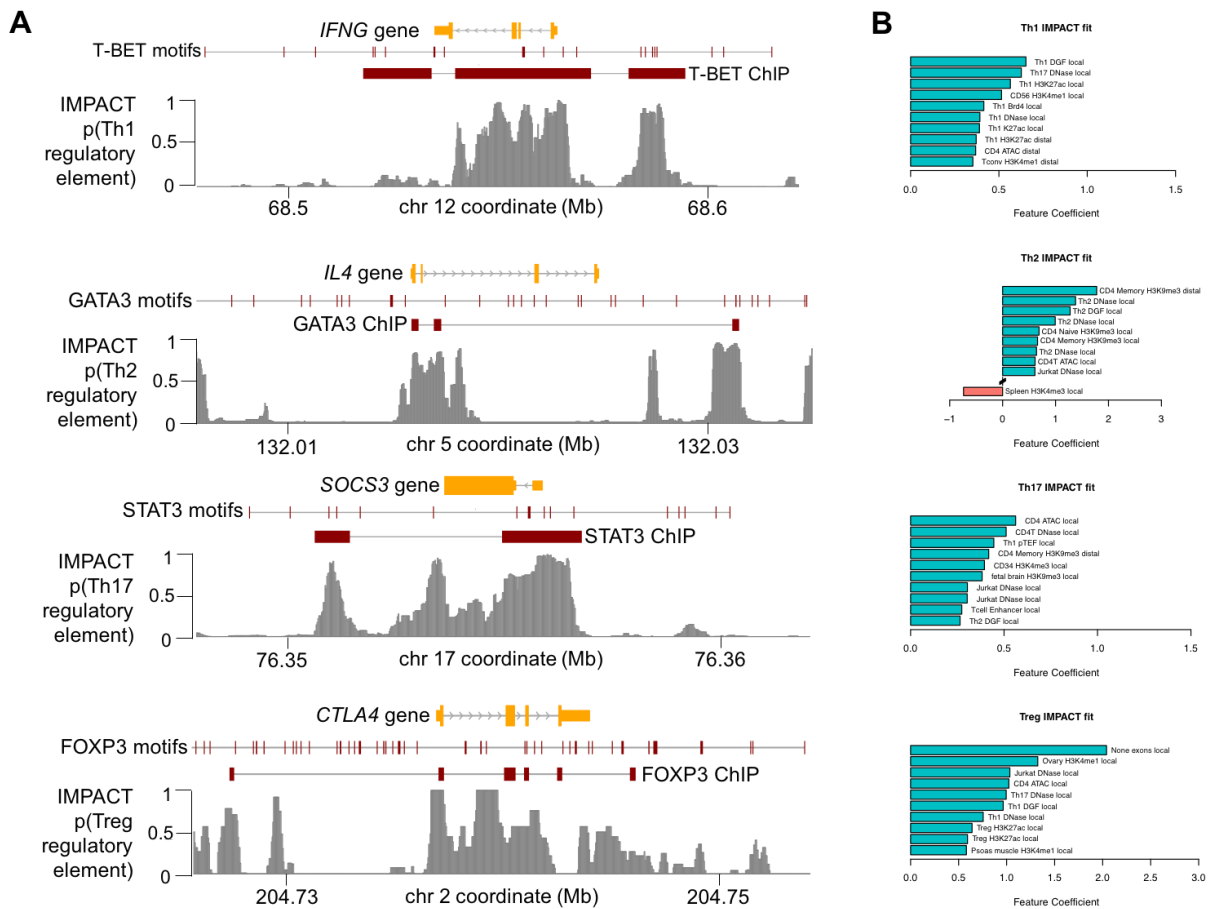 A
IFNG gene
T-BET motifs
T-BET ChIP
IMPACT
p(Th1
regulatory
element)
1
0.5
0
68.5
chr 12 coordinate (Mb)
68.6
IL4 gene
GATA3 motifs
GATA3 ChIP
IMPACT
p(Th2
regulatory
element)
1
0.5
0
132.01
chr 5 coordinate (Mb)
132.03
SOCS3 gene
STAT3 motifs
STAT3 ChIP
IMPACT
p(Th17
regulatory
element)
1
0.5
0
76.35
chr 17 coordinate (Mb)
76.36
CTLA4 gene
FOXP3 motifs
FOXP3 ChIP
IMPACT
p(Treg
regulatory
element)
1
0.5
0
204.73
chr 2 coordinate (Mb)
204.75
B
Th1 IMPACT fit
Th1 DGF local
Th17 DNase local
Th1 H3K27ac local
CD56 H3K4me1 local
Th1 Brd4 local
Th1 DNase local
Th1 K27ac local
Th1 H3K27ac distal
CD4 ATAC distal
Tconv H3K4me1 distal
0.0 0.5 1.0 1.5
Feature Coefficient
Th2 IMPACT fit
CD4 Memory H3K9me3 distal
Th2 DNase local
Th2 DGF local
Th2 DNase local
CD4 Naive H3K9me3 local
CD4 Memory H3K9me3 local
Th2 DNase local
CD4T ATAC local
Jurkat DNase local
Spleen H3K4me3 local
−1 0 1 2 3
Feature Coefficient
Th17 IMPACT fit
CD4 ATAC local
CD4T DNase local
Th1 pTEF local
CD4 Memory H3K9me3 distal
CD34 H3K4me3 local
fetal brain H3K9me3 local
Jurkat DNase local
Jurkat DNase local
Tcell Enhancer local
Th2 DGF local
0.0 0.5 1.0 1.5
Feature Coefficient
Treg IMPACT fit
None exons local
Ovary H3K4me1 local
Jurkat DNase local
CD4 ATAC local
Th17 DNase local
Th1 DGF local
Th1 DNase local
Treg H3K27ac local
Treg H3K27ac local
Psoas muscle H3K4me1 local
0.0 0.5 1.0 1.5 2.0 2.5 3.0
Feature Coefficient